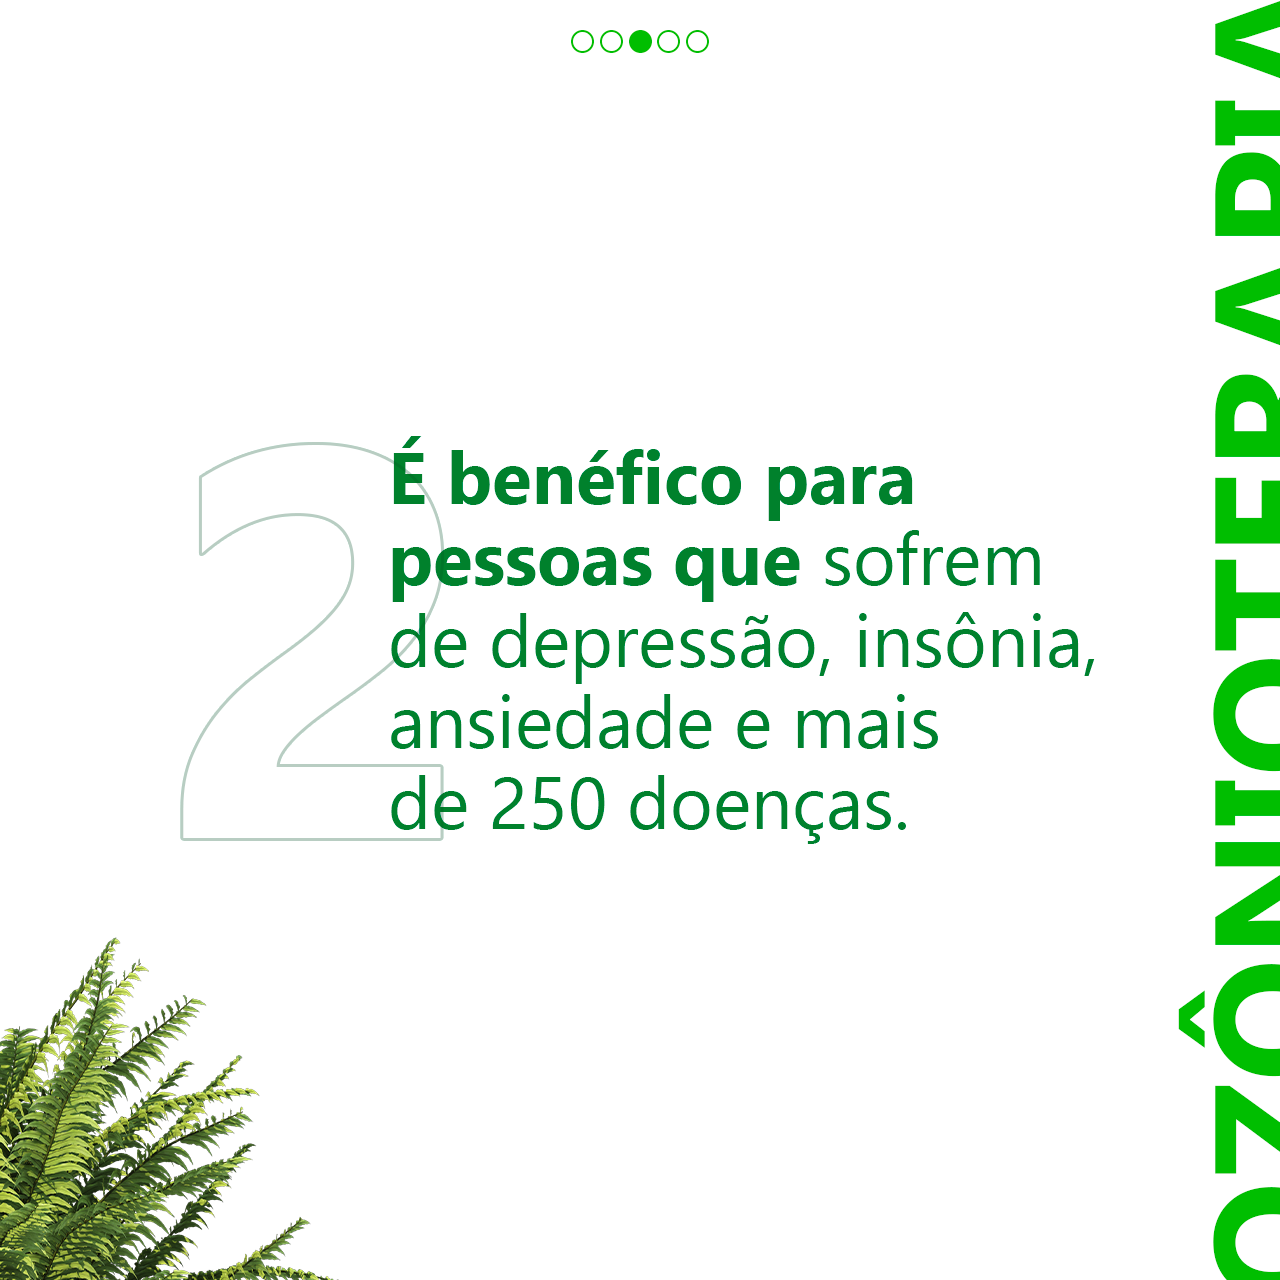 2
É benéfico para
pessoas que sofrem
de depressão, insônia,
ansiedade e mais
de 250 doenças.
OZÔNIOTERAPIA